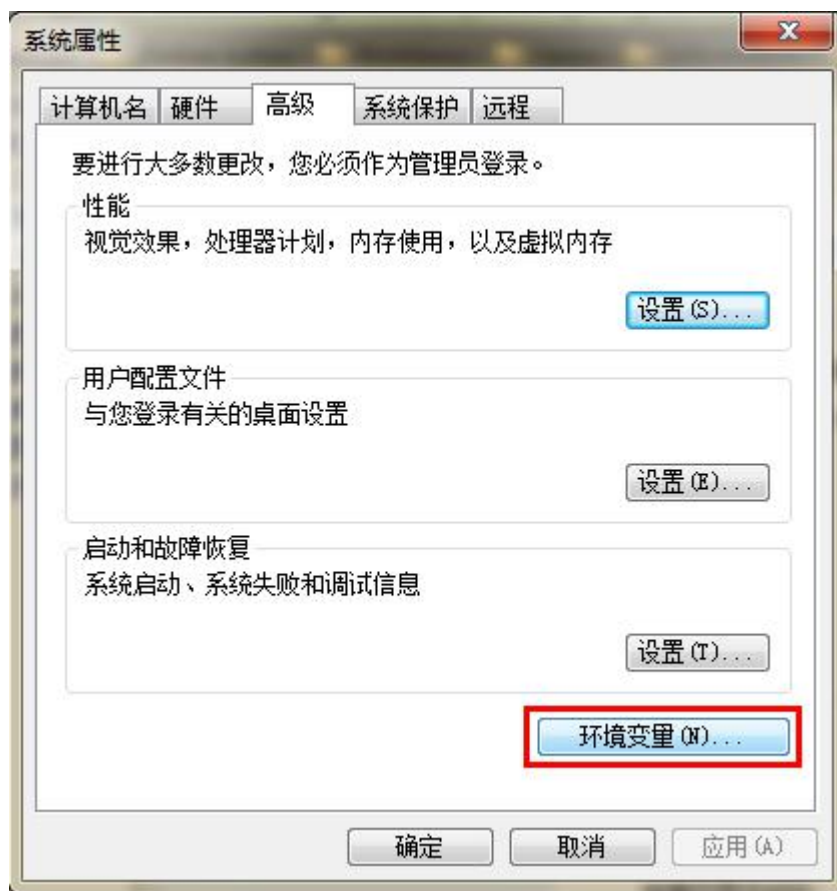 系统属性
计算机名 硬件 高级 系统保护 远程
要进行大多数更改，您必须作为管理员登录。
性能
视觉效果，处理器计划，内存使用，以及虚拟内存
设置(S)...
用户配置文件
与您登录有关的桌面设置
设置(E)...
启动和故障恢复
系统启动、系统失败和调试信息
设置(T)...
环境变量(N)...
确定 取消 应用(A)